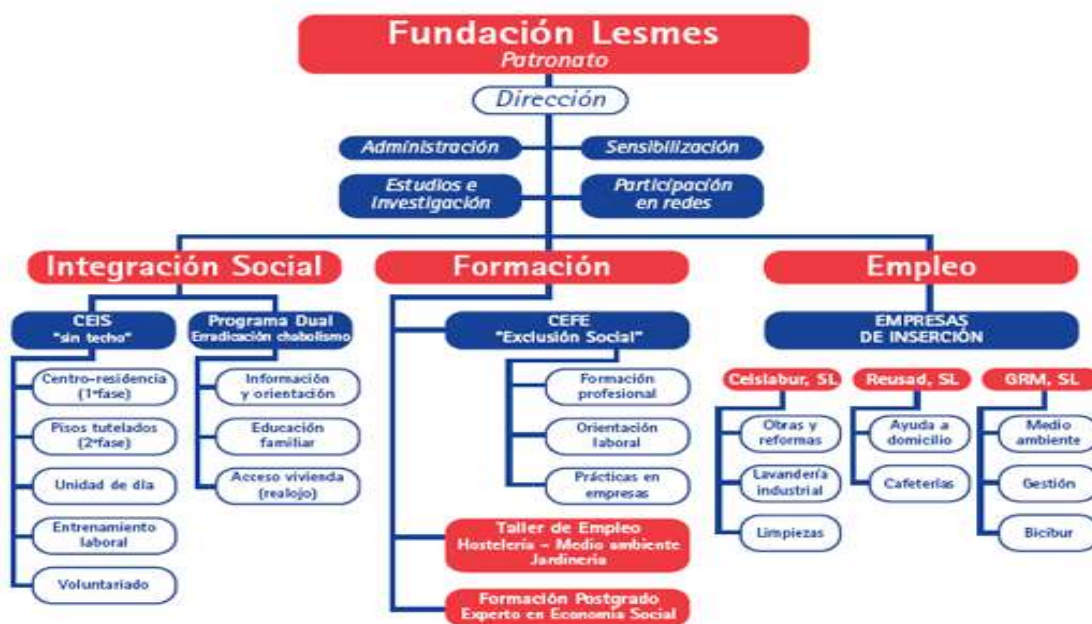 Fundación Lesmes
Patronato
Dirección
Administración
Sensibilización
Estudios e
investigación
Participación
en redes
Integración Social
CEIS
"sin techo"
Centro-residencia
(1ªfase)
Pisos tutelados
(2ªfase)
Unidad de día
Entrenamiento
laboral
Voluntariado
Programa Dual
Erradicación chabolismo
Información
y orientación
Educación
familiar
Acceso vivienda
(realojo)
Formación
CEFE
"Exclusión Social"
Formación
profesional
Orientación
laboral
Prácticas en
empresas
Taller de Empleo
Hostelería – Medio ambiente
Jardinería
Formación Postgrado
Experto en Economía Social
Empleo
EMPRESAS
DE INSERCIÓN
Ceislabur, SL
Obras y
reformas
Lavandería
industrial
Limpiezas
Reusad, SL
Ayuda a
domicilio
Cafeterías
GRM, SL
Medio
ambiente
Gestión
Bicibur